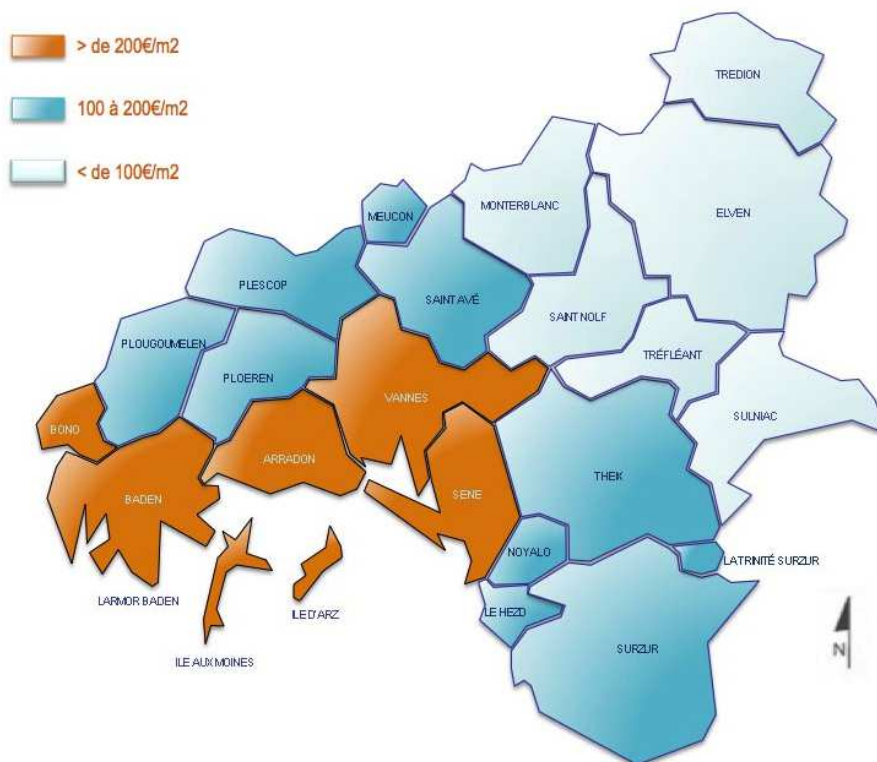 > de 200€/m2
100 à 200€/m2
< de 100€/m2
TREDION
ELVEN
MONTERBLANC
MEUCON
PLESCOP
SAINT AVÉ
SAINT NOLF
PLOUGOUMELEN
TRÉFLÉANT
PLOEREN
VANNES
SULNIAC
BONO
ARRADON
THEIX
BADEN
SENE
NOYALO
LA TRINITÉ SURZUR
LARMOR BADEN
ILE D'ARZ
LE HEZO
SURZUR
ILE AUX MOINES
N